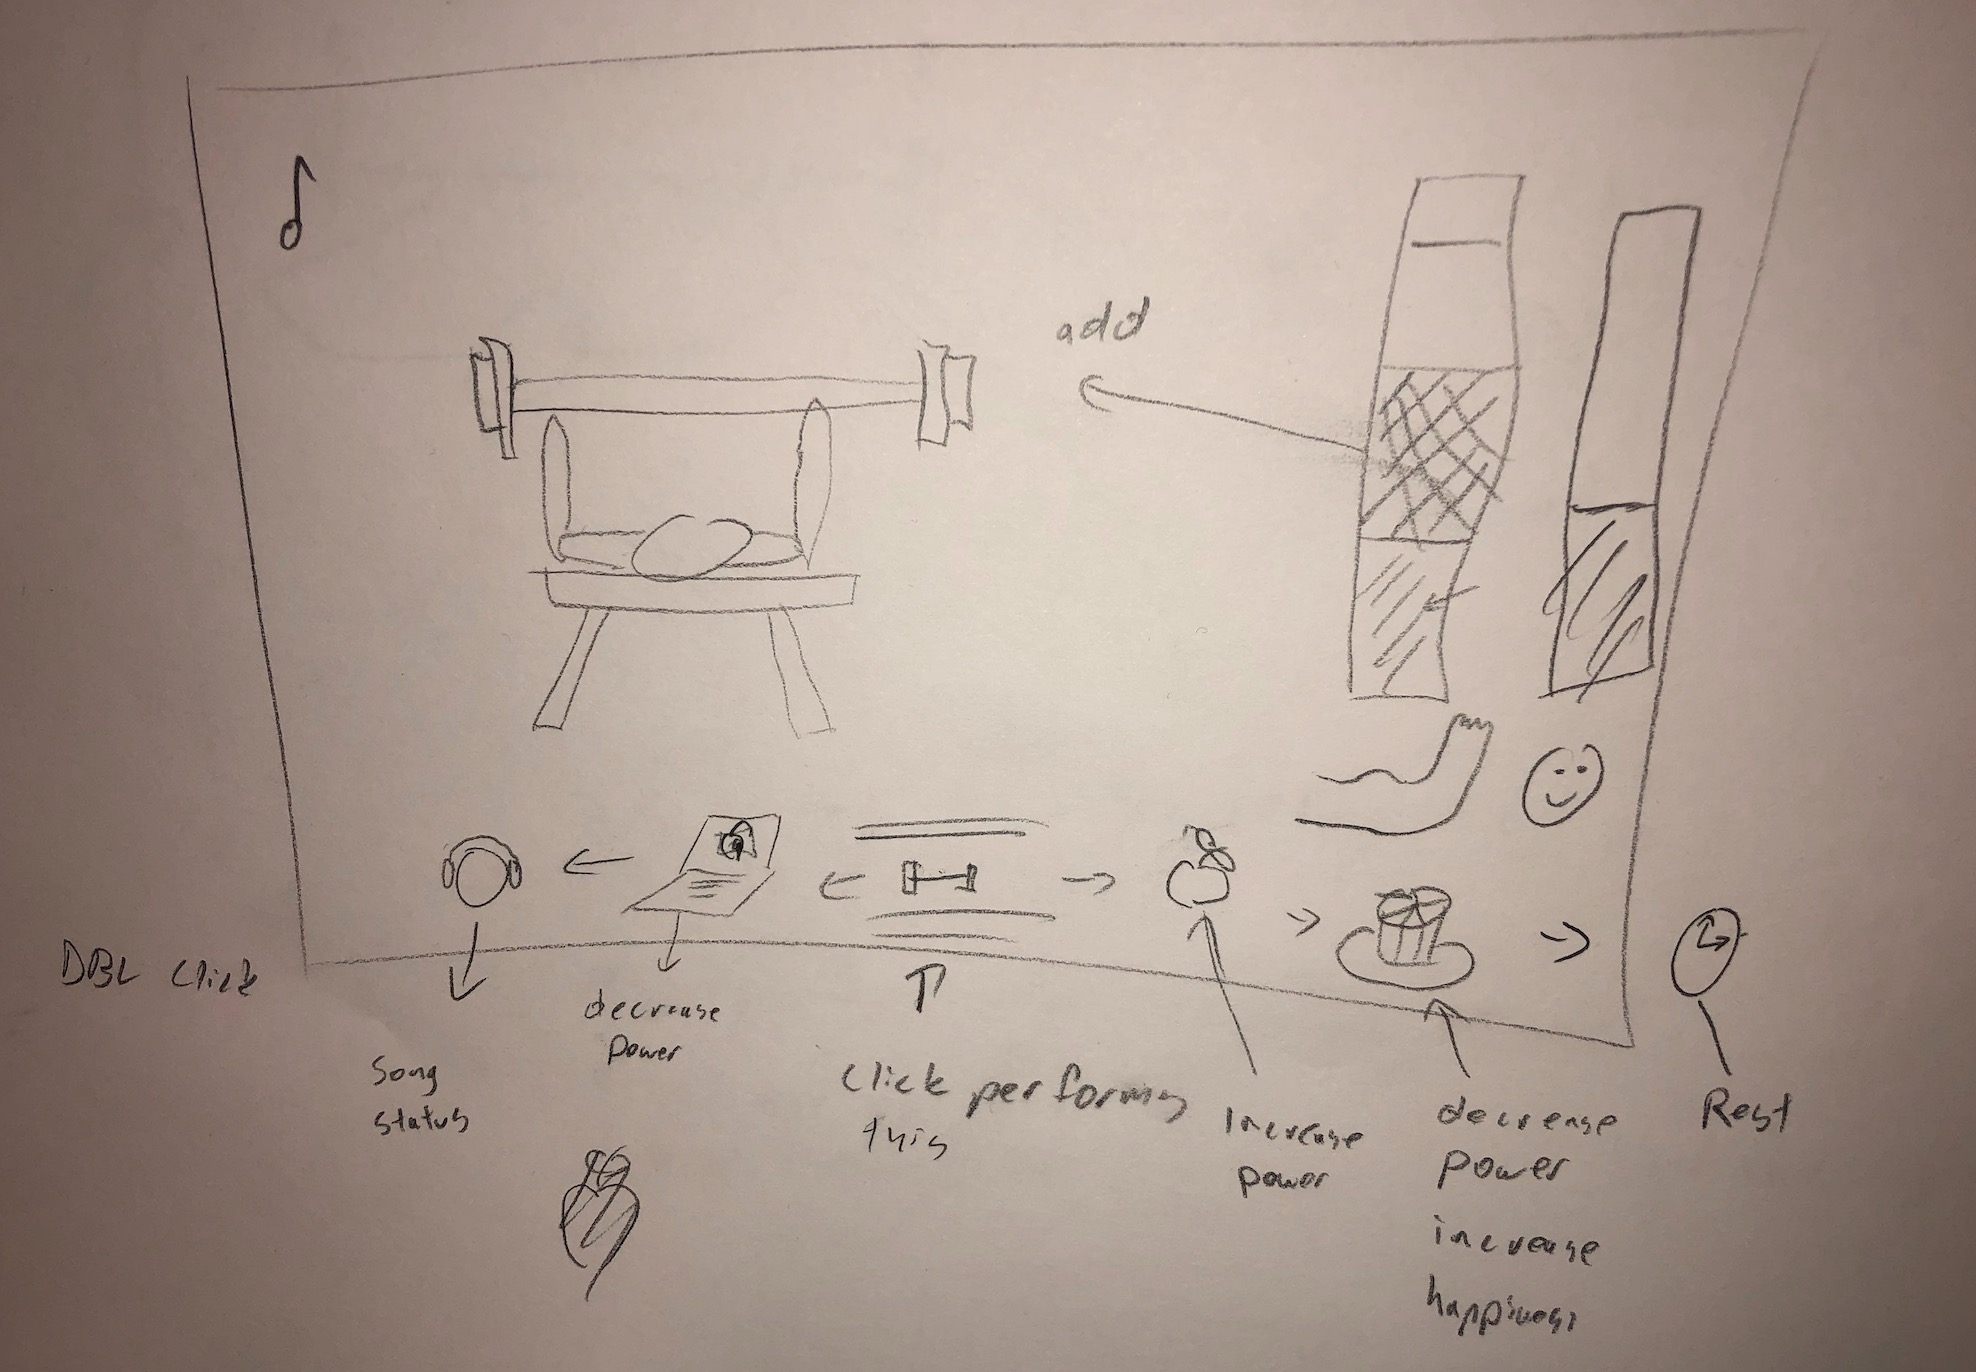 add
DBL Click
song
status
decrease
power
Click performs
this
Increase
power
decrease
power
increase
happiness
Rest